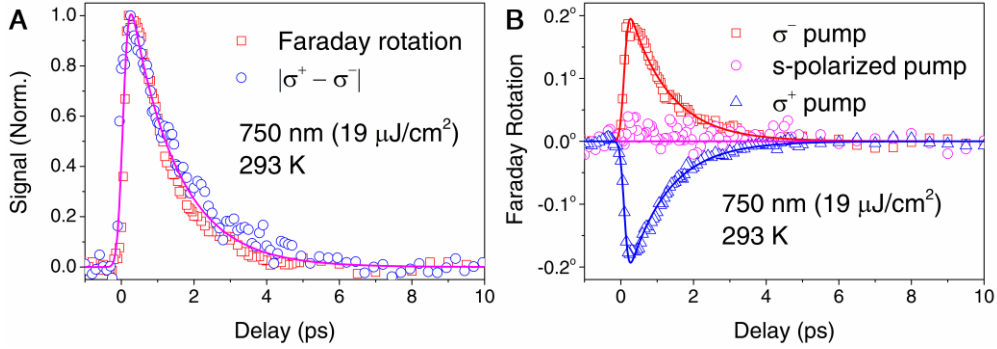 A
1.0
0.8
0.6
0.4
0.2
0.0
Signal (Norm.)
Faraday rotation
|σ⁺ − σ⁻|
750 nm (19 μJ/cm²)
293 K
0 2 4 6 8 10
Delay (ps)
B
0.2°
0.1°
0.0°
-0.1°
-0.2°
Faraday Rotation
σ⁻ pump
s-polarized pump
σ⁺ pump
750 nm (19 μJ/cm²)
293 K
0 2 4 6 8 10
Delay (ps)